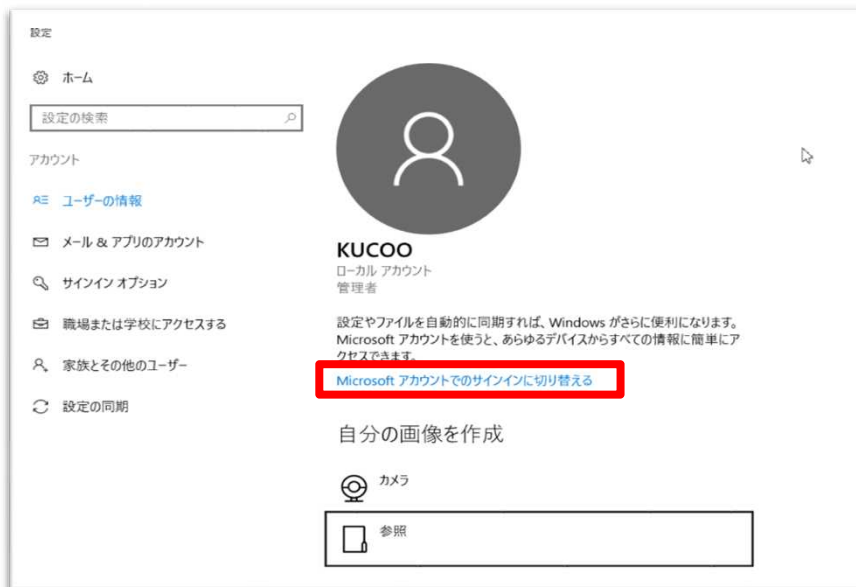 設定
ホーム
設定の検索
アカウント
ユーザーの情報
メール & アプリのアカウント
サインイン オプション
職場または学校にアクセスする
家族とその他のユーザー
設定の同期
KUCOO
ローカル アカウント
管理者
設定やファイルを自動的に同期すれば、Windows がさらに便利になります。
Microsoft アカウントを使うと、あらゆるデバイスからすべての情報に簡単にア
クセスできます。
Microsoft アカウントでのサインインに切り替える
自分の画像を作成
カメラ
参照